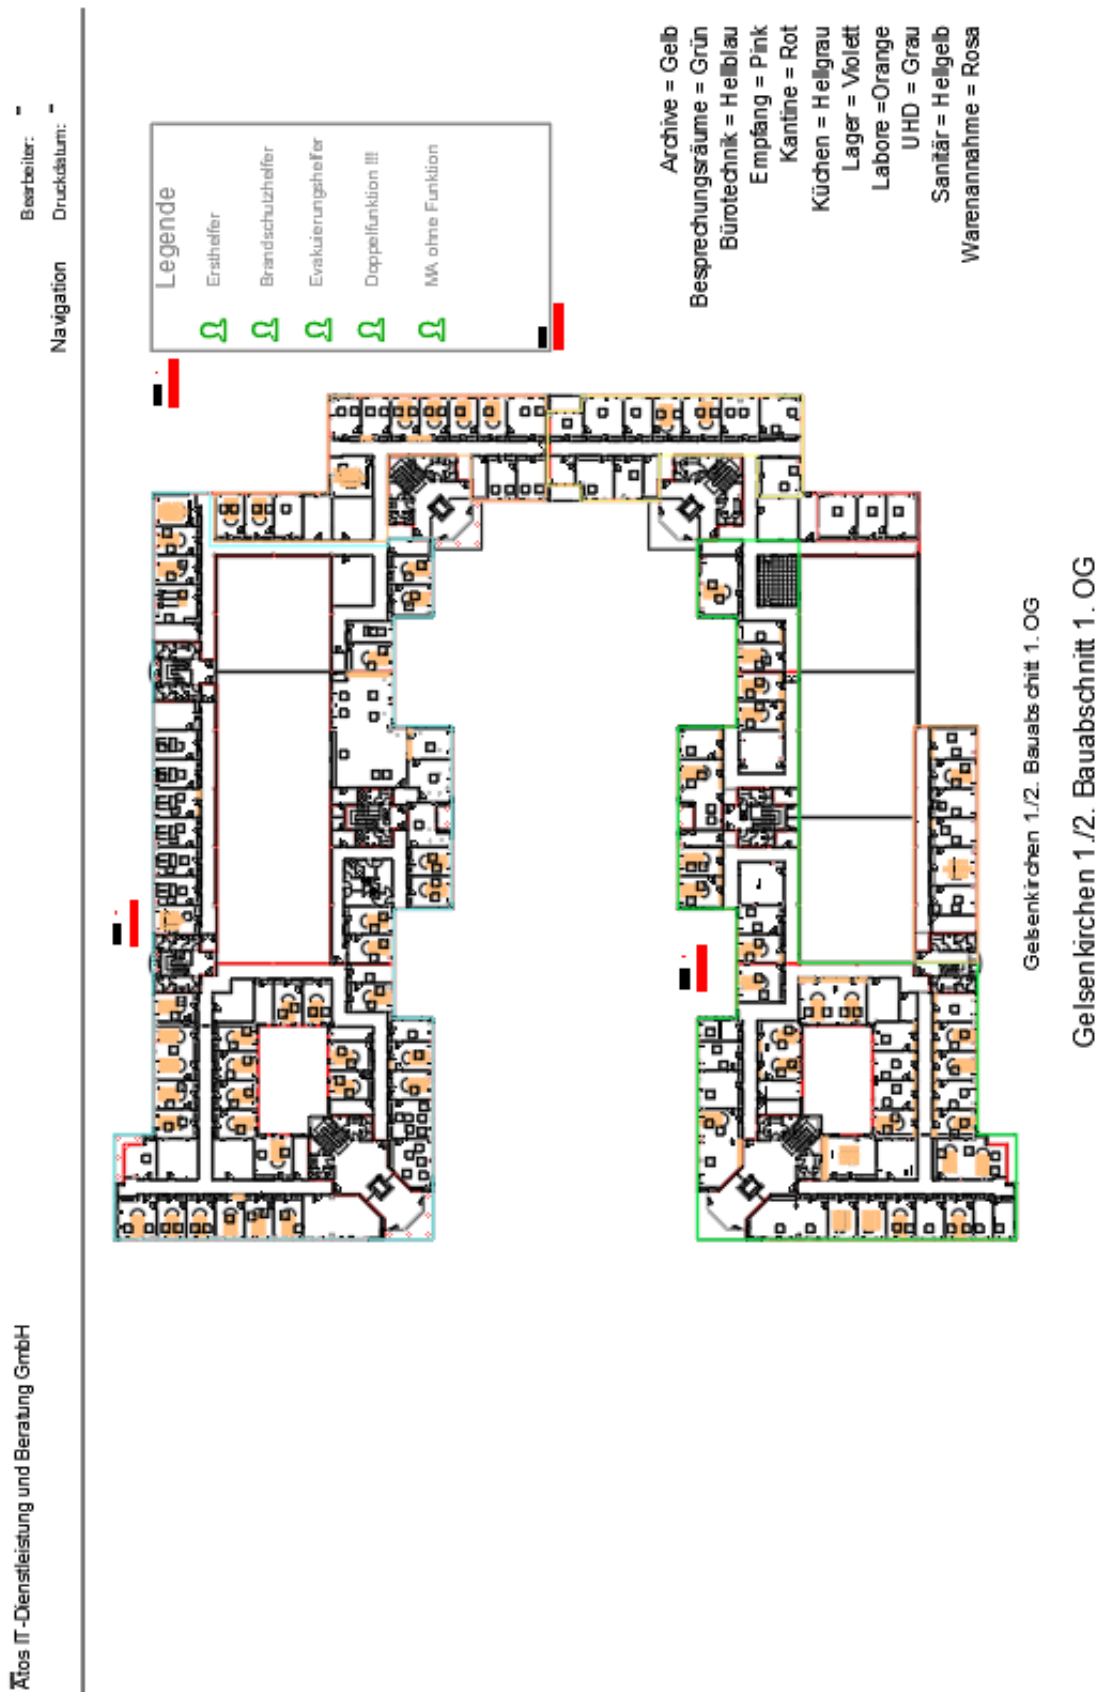 Atos IT-Dienstleistung und Beratung GmbH
Bearbeiter: -
Navigation Druckdatum: -
Legende
Ersthelfer
Brandschutzhelfer
Evakuierungshelfer
Doppelfunktion !!!
MA ohne Funktion
Archive = Gelb
Besprechungsräume = Grün
Bürotechnik = Hellblau
Empfang = Pink
Kantine = Rot
Küchen = Hellgrau
Lager = Violett
Labore =Orange
UHD = Grau
Sanitär = Hellgelb
Warenannahme = Rosa
Gelsenkirchen 1./2. Bauabschitt 1. OG
Gelsenkirchen 1./2. Bauabschnitt 1. OG